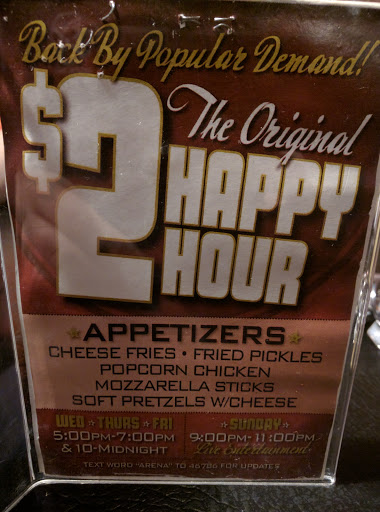 Back By Popular Demand!
$2 The Original
HAPPY
HOUR
APPETIZERS
CHEESE FRIES • FRIED PICKLES
POPCORN CHICKEN
MOZZARELLA STICKS
SOFT PRETZELS W/CHEESE
WED ★ THURS ★ FRI
5:00PM-7:00PM
& 10-MIDNIGHT
★ SUNDAY ★
9:00PM-11:00PM
Live Entertainment
TEXT WORD "ARENA" TO 46786 FOR UPDATES